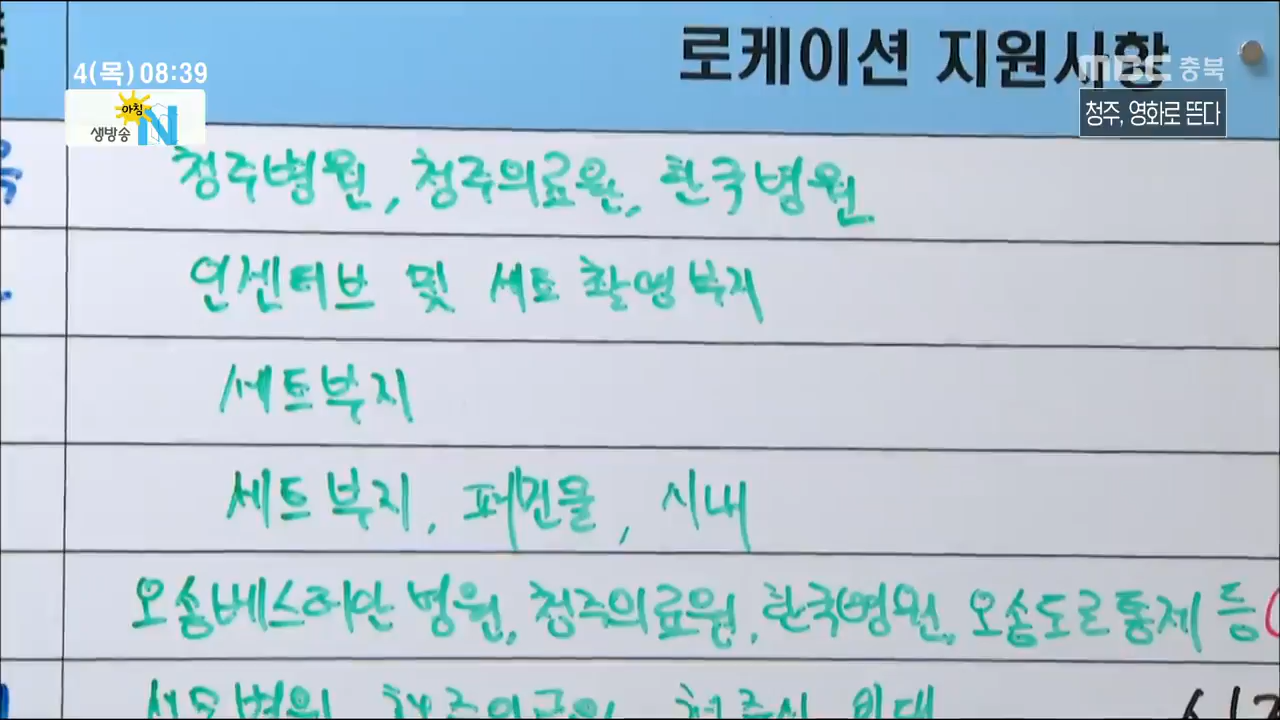 로케이션 지원사항
MBC 충북
4(목) 08:39
청주, 영화로 뜬다
아침
생방송 N
청주병원, 청주의료원, 한국병원
인센티브 및 세트 촬영부지
세트부지
세트부지, 폐건물, 시내
오송베스티안 병원, 청주의료원, 한국병원, 오송도로통제 등